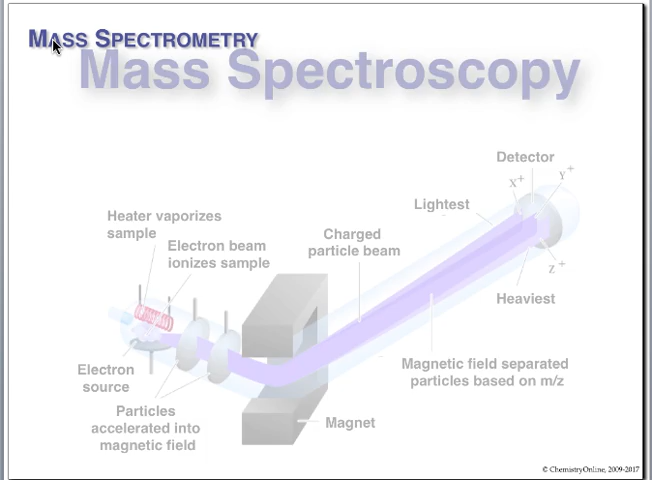 MASS SPECTROMETRY
Mass Spectroscopy
Detector
X+
Y+
Lightest
Heater vaporizes
sample
Charged
particle beam
Electron beam
ionizes sample
Z+
Heaviest
Electron
source
Magnetic field separated
particles based on m/z
Particles
accelerated into
magnetic field
Magnet
© ChemistryOnline, 2009-2017